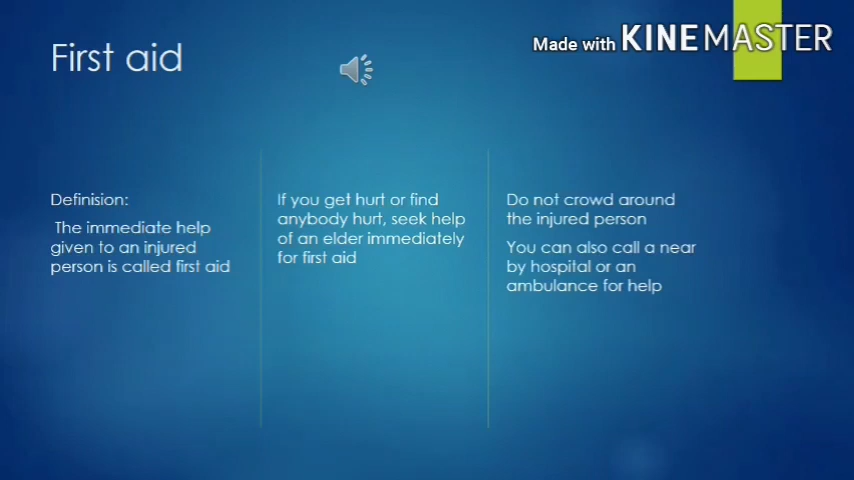 First aid
Made with KINEMASTER
Definision:
The immediate help
given to an injured
person is called first aid
If you get hurt or find
anybody hurt, seek help
of an elder immediately
for first aid
Do not crowd around
the injured person
You can also call a near
by hospital or an
ambulance for help